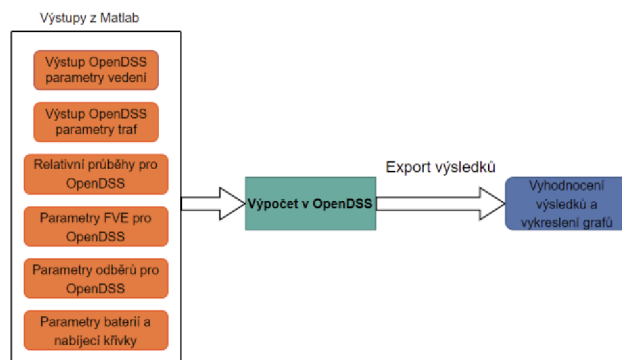 Výstupy z Matlab
Výstup OpenDSS
parametry vedení
Výstup OpenDSS
parametry traf
Relativní průběhy pro
OpenDSS
Parametry FVE pro
OpenDSS
Parametry odběrů pro
OpenDSS
Parametry baterií a
nabíjecí křivky
Výpočet v OpenDSS
Export výsledků
Vyhodnocení
výsledků a
vykreslení grafů